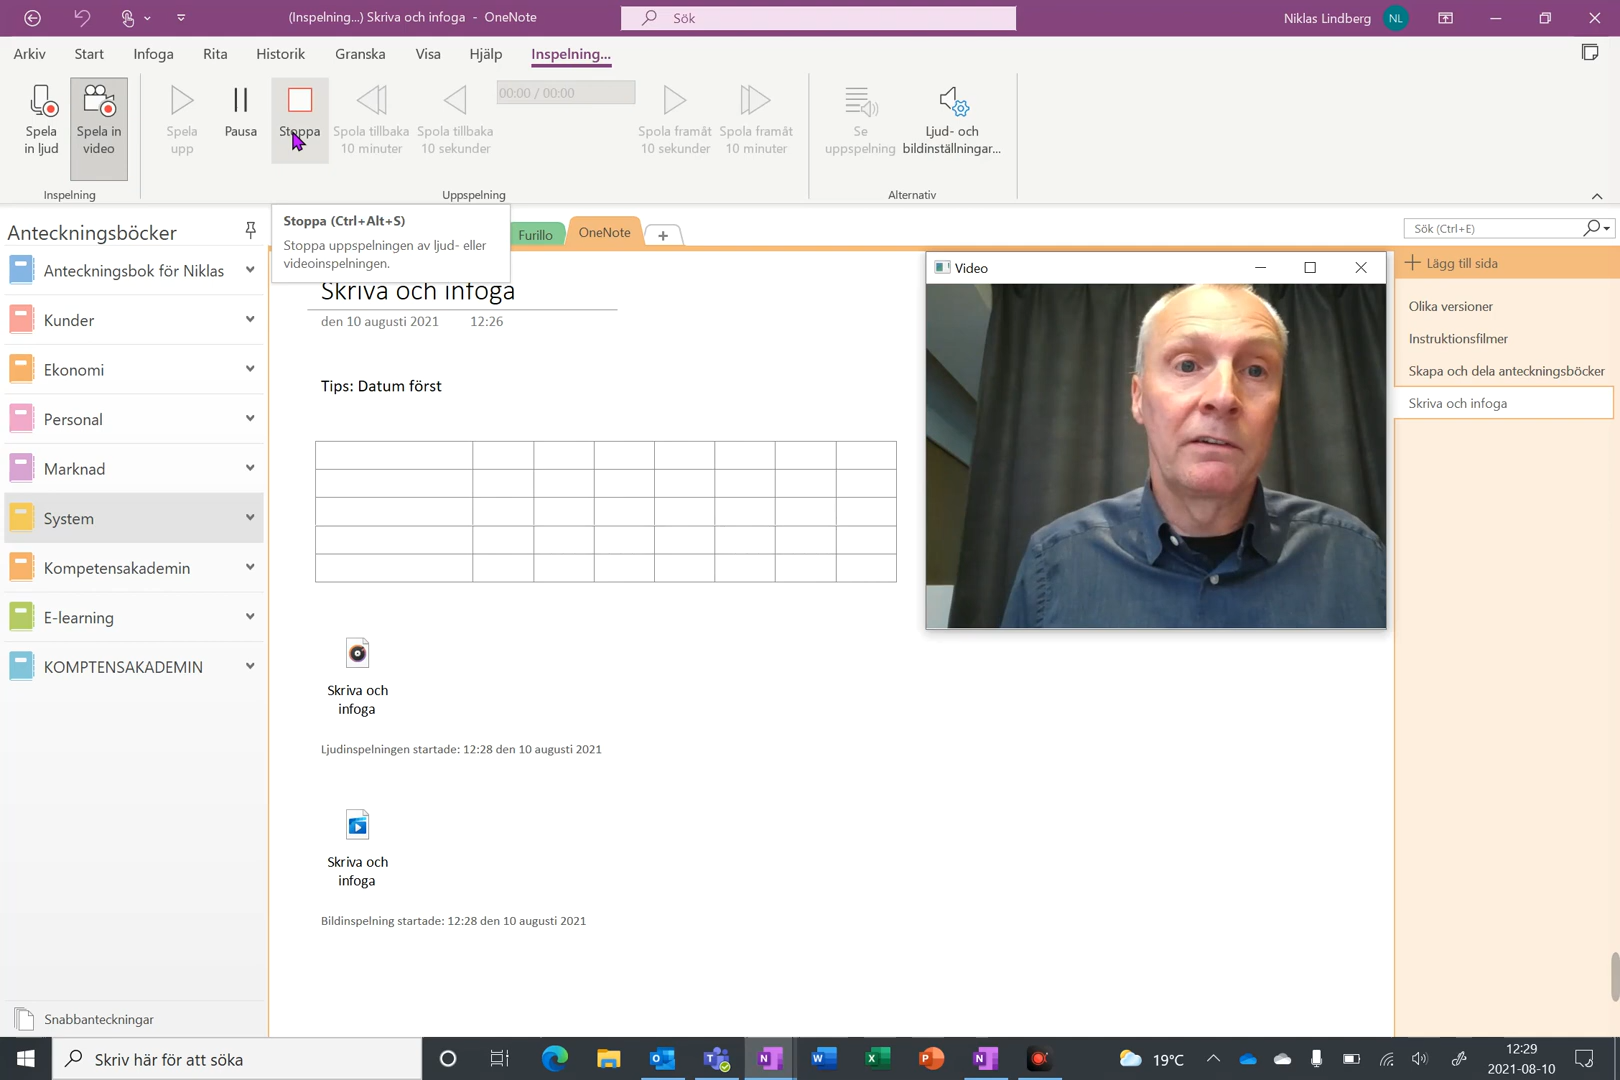 (Inspelning...) Skriva och infoga - OneNote
Sök
Niklas Lindberg
NL
Arkiv
Start
Infoga
Rita
Historik
Granska
Visa
Hjälp
Inspelning...
Spela
in ljud
Spela in
video
Spela
upp
Pausa
Stoppa
Spola tillbaka
10 minuter
Spola tillbaka
10 sekunder
00:00 / 00:00
Spola framåt
10 sekunder
Spola framåt
10 minuter
Se
uppspelning
Ljud- och
bildinställningar...
Inspelning
Uppspelning
Alternativ
Stoppa (Ctrl+Alt+S)
Stoppa uppspelningen av ljud- eller
videoinspelningen.
Anteckningsböcker
Furillo
OneNote
Sök (Ctrl+E)
Anteckningsbok för Niklas
Kunder
Ekonomi
Personal
Marknad
System
Kompetensakademin
E-learning
KOMPTENSAKADEMIN
Snabbanteckningar
Skriva och infoga
den 10 augusti 2021 12:26
Tips: Datum först
Skriva och
infoga
Ljudinspelningen startade: 12:28 den 10 augusti 2021
Skriva och
infoga
Bildinspelning startade: 12:28 den 10 augusti 2021
Video
Lägg till sida
Olika versioner
Instruktionsfilmer
Skapa och dela anteckningsböcker
Skriva och infoga
Skriv här för att söka
19°C
12:29
2021-08-10